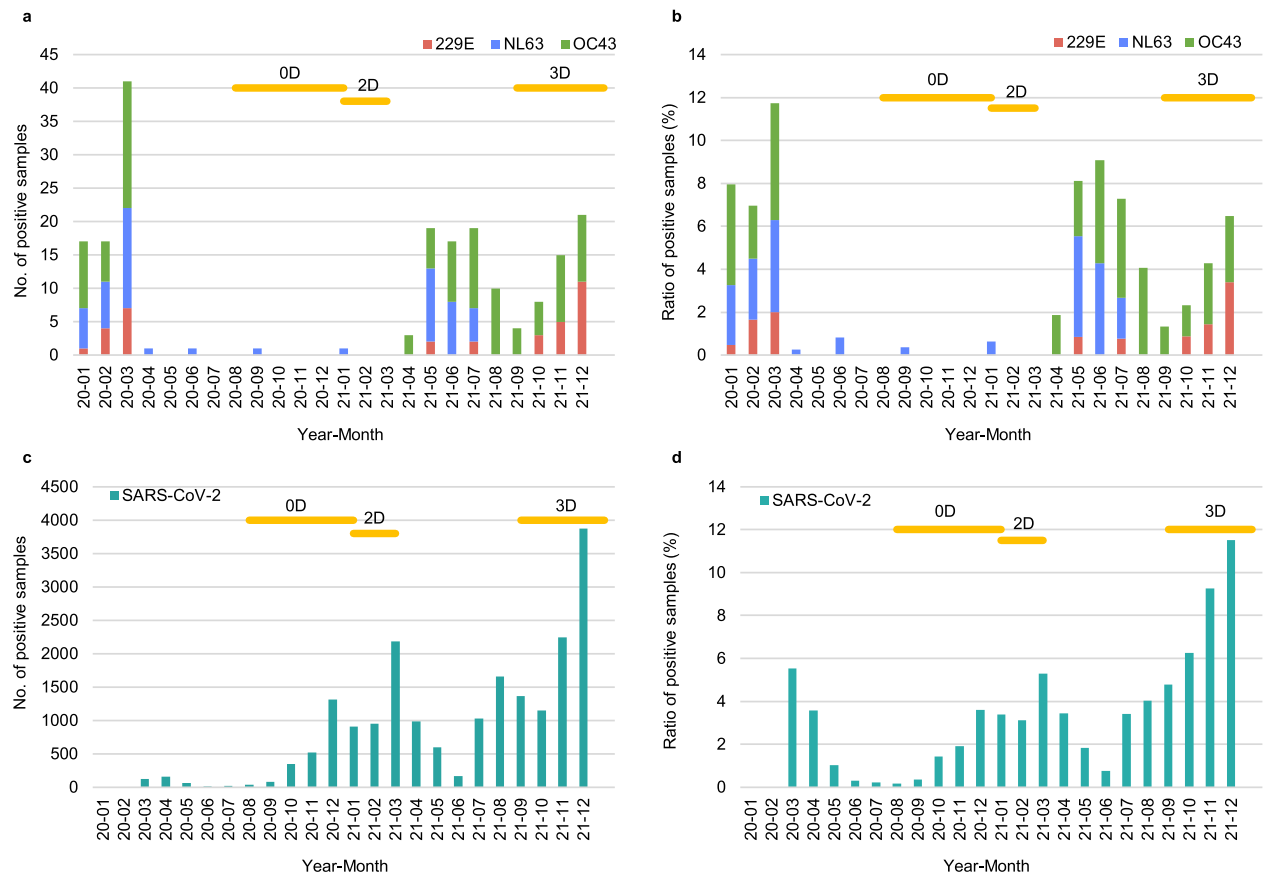 a
229E NL63 OC43
No. of positive samples
45
40
35
30
25
20
15
10
5
0
0D
2D
3D
20-01 20-02 20-03 20-04 20-05 20-06 20-07 20-08 20-09 20-10 20-11 20-12 21-01 21-02 21-03 21-04 21-05 21-06 21-07 21-08 21-09 21-10 21-11 21-12
Year-Month
b
229E NL63 OC43
Ratio of positive samples (%)
14
12
10
8
6
4
2
0
0D
2D
3D
20-01 20-02 20-03 20-04 20-05 20-06 20-07 20-08 20-09 20-10 20-11 20-12 21-01 21-02 21-03 21-04 21-05 21-06 21-07 21-08 21-09 21-10 21-11 21-12
Year-Month
c
SARS-CoV-2
No. of positive samples
4500
4000
3500
3000
2500
2000
1500
1000
500
0
0D
2D
3D
20-01 20-02 20-03 20-04 20-05 20-06 20-07 20-08 20-09 20-10 20-11 20-12 21-01 21-02 21-03 21-04 21-05 21-06 21-07 21-08 21-09 21-10 21-11 21-12
Year-Month
d
SARS-CoV-2
Ratio of positive samples (%)
14
12
10
8
6
4
2
0
0D
2D
3D
20-01 20-02 20-03 20-04 20-05 20-06 20-07 20-08 20-09 20-10 20-11 20-12 21-01 21-02 21-03 21-04 21-05 21-06 21-07 21-08 21-09 21-10 21-11 21-12
Year-Month